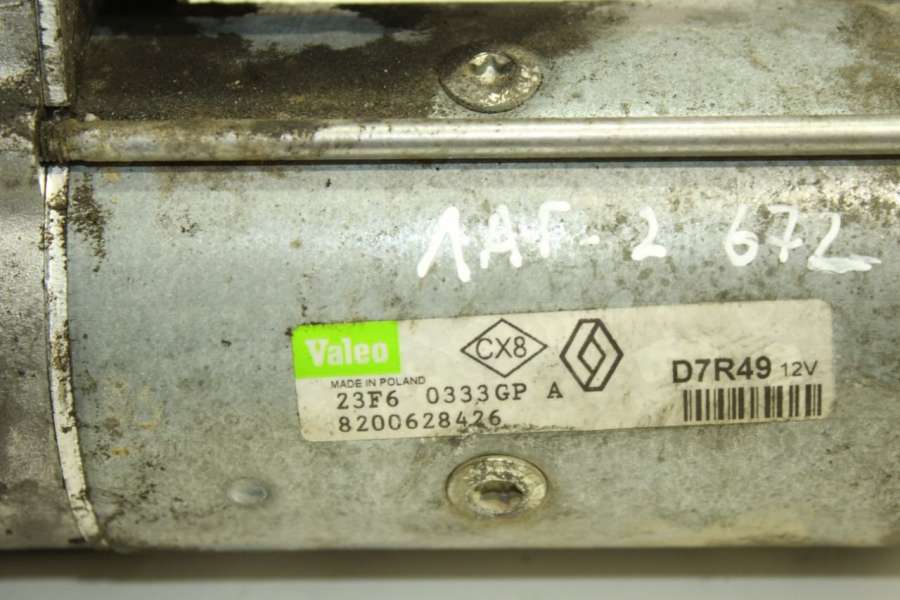 1AF-2 672
Valeo
CX8
D7R49 12V
MADE IN POLAND
23F6 0333GP A
8200628426